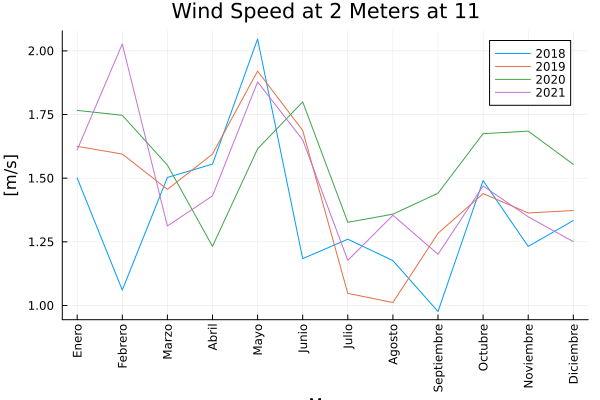 Wind Speed at 2 Meters at 11
[m/s]
2.00
1.75
1.50
1.25
1.00
2018
2019
2020
2021
Enero
Febrero
Marzo
Abril
Mayo
Junio
Julio
Agosto
Septiembre
Octubre
Noviembre
Diciembre